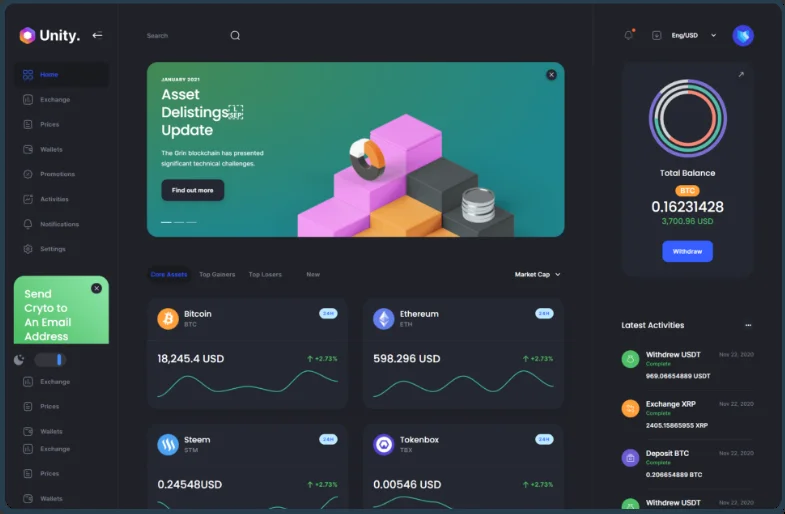 Unity.
Home
Exchange
Prices
Wallets
Promotions
Activities
Notifications
Settings
Send
Cryto to
An Email
Address
Exchange
Prices
Wallets
Exchange
Prices
Wallets
Search
JANUARY 2021
Asset
Delistings
Update
The Grin blockchain has presented
significant technical challenges.
Find out more
Core Assets
Top Gainers
Top Losers
New
Market Cap
Bitcoin
BTC
24H
18,245.4 USD
+2.73%
Ethereum
ETH
24H
598.296 USD
+2.73%
Steem
STM
24H
0.24548USD
+2.73%
Tokenbox
TBX
24H
0.00546 USD
+2.73%
Eng/USD
Total Balance
BTC
0.16231428
3,700.96 USD
Withdrew
Latest Activities
Withdrew USDT
Nov 22, 2020
Complete
969.06654889 USDT
Exchange XRP
Nov 22, 2020
Complete
2405.15865955 XRP
Deposit BTC
Nov 22, 2020
Complete
0.206654889 BTC
Withdrew USDT
Nov 22, 2020